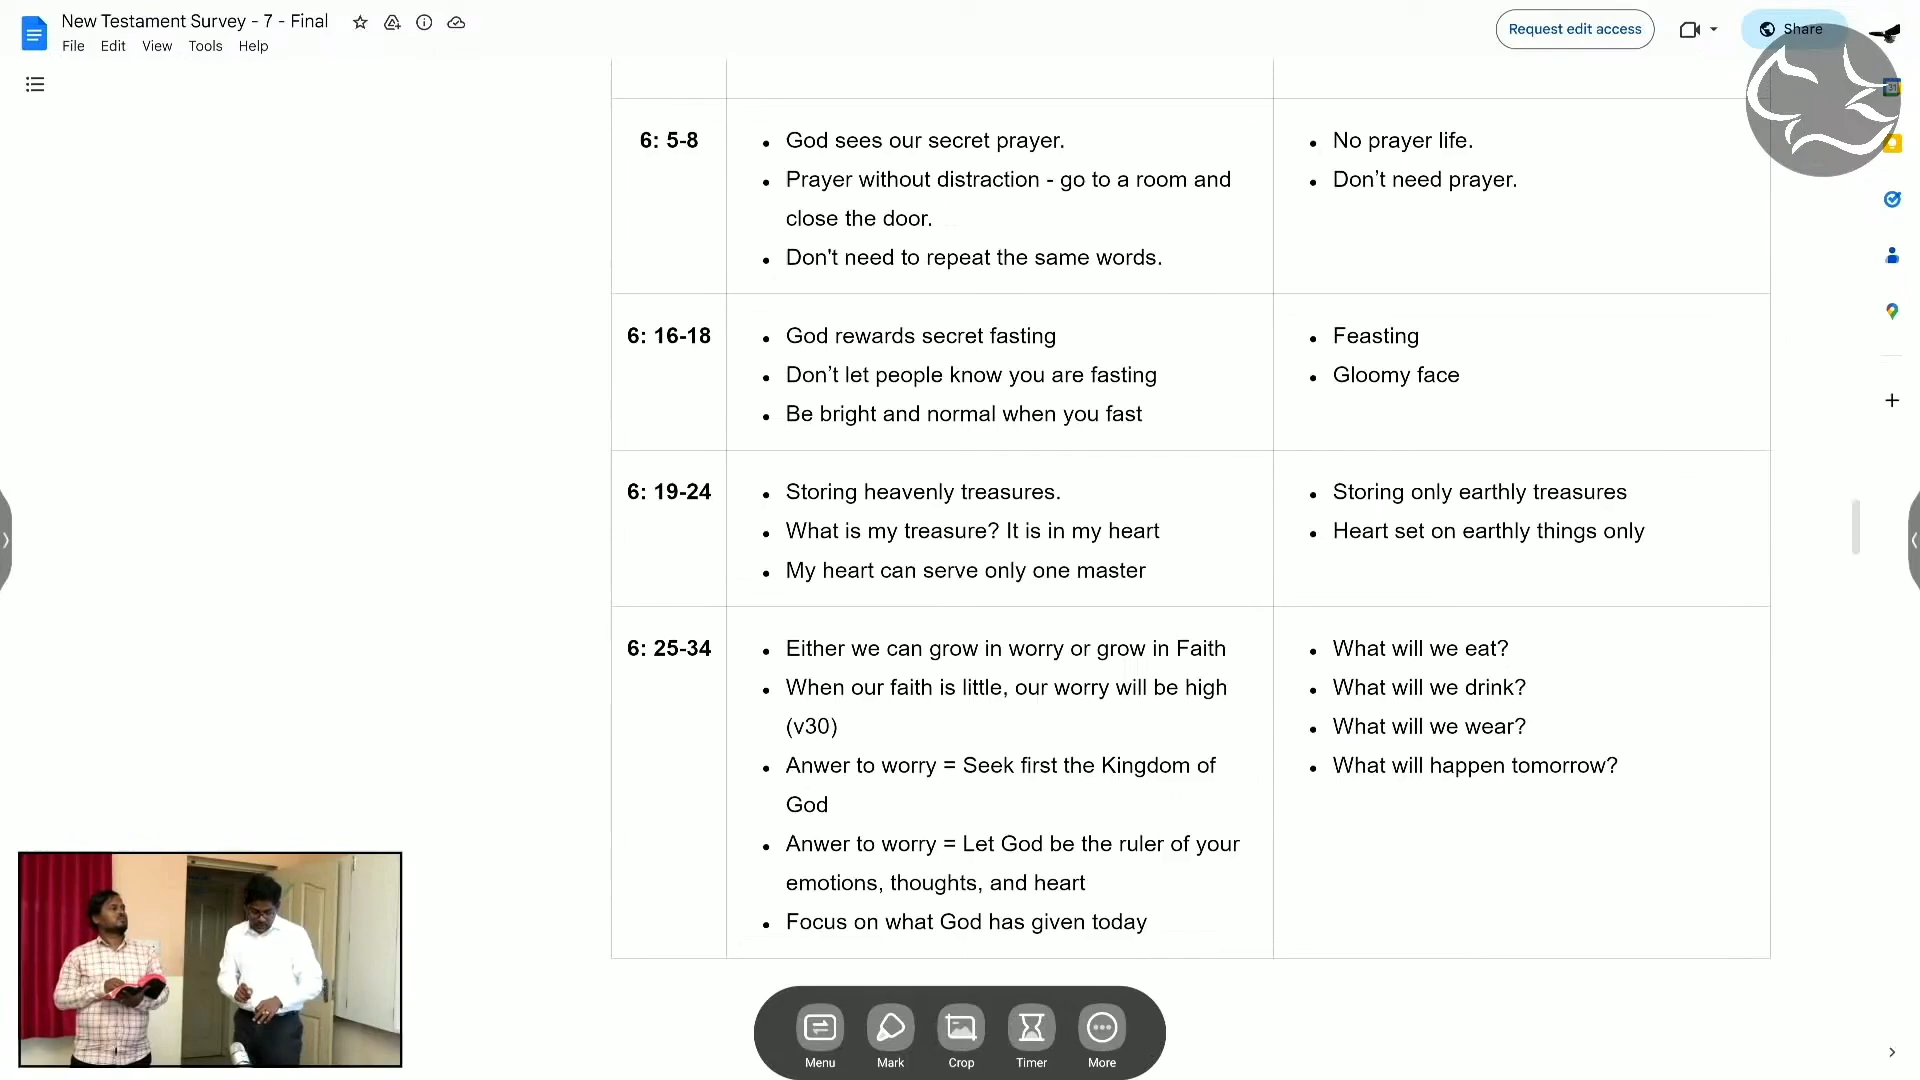 New Testament Survey - 7 - Final
File Edit View Tools Help
Request edit access
Share
6: 5-8
God sees our secret prayer.
Prayer without distraction - go to a room and
close the door.
Don't need to repeat the same words.
No prayer life.
Don’t need prayer.
6: 16-18
God rewards secret fasting
Don’t let people know you are fasting
Be bright and normal when you fast
Feasting
Gloomy face
6: 19-24
Storing heavenly treasures.
What is my treasure? It is in my heart
My heart can serve only one master
Storing only earthly treasures
Heart set on earthly things only
6: 25-34
Either we can grow in worry or grow in Faith
When our faith is little, our worry will be high
(v30)
Anwer to worry = Seek first the Kingdom of
God
Anwer to worry = Let God be the ruler of your
emotions, thoughts, and heart
Focus on what God has given today
What will we eat?
What will we drink?
What will we wear?
What will happen tomorrow?
Menu Mark Crop Timer More